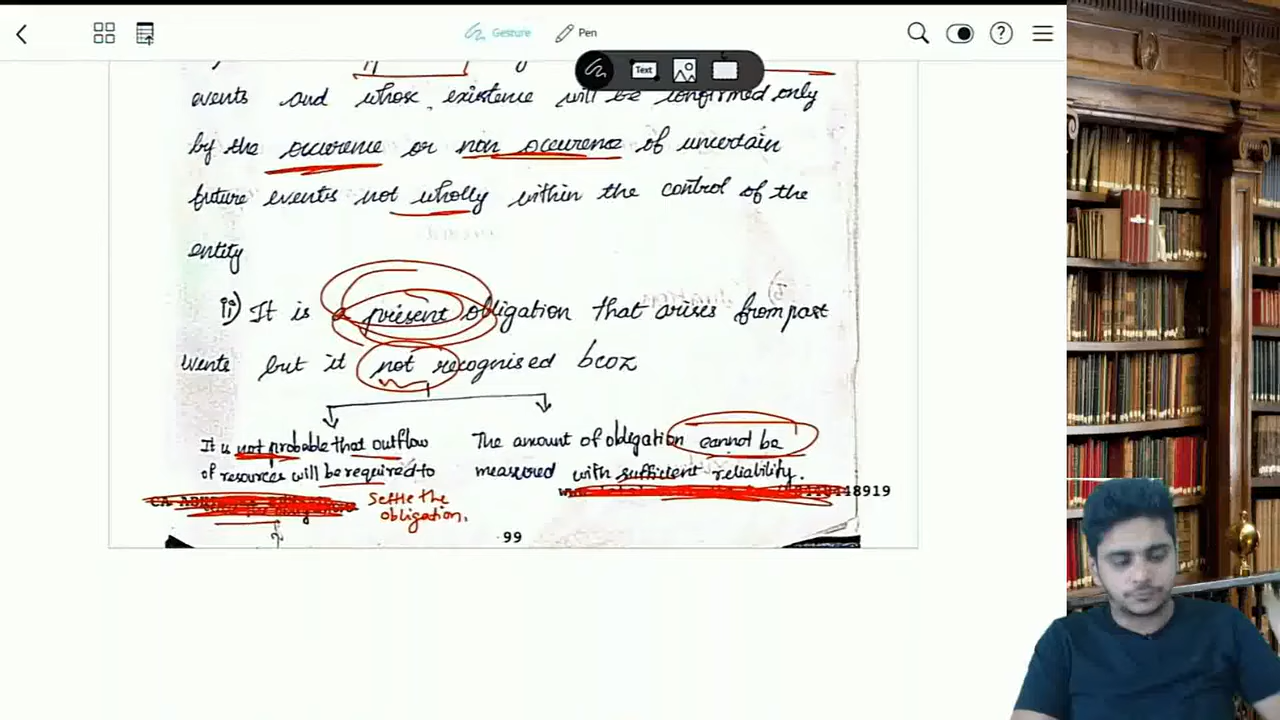 Gesture
Pen
Text
events and whose existence will be confirmed only
by the occurence or non occurence of uncertain
future events not wholly within the control of the
entity
ii) It is a present obligation that arises from past
events but it not recognised bcoz
It is not probable that outflow
of resources will be required to
Settle the
obligation.
The amount of obligation cannot be
measured with sufficient reliability.
48919
99